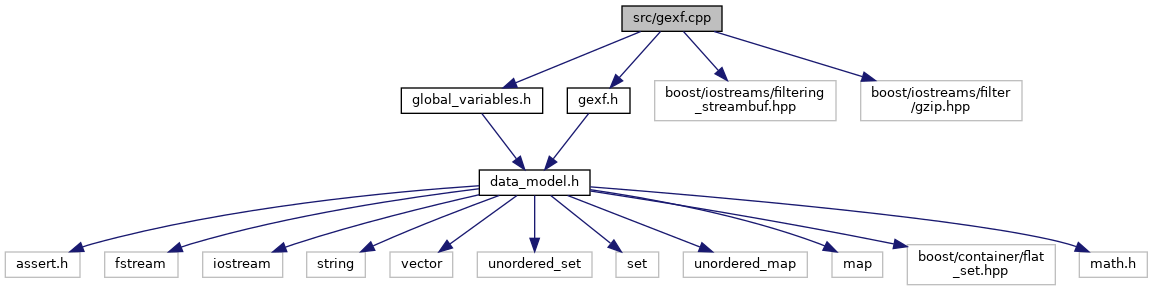 src/gexf.cpp
global_variables.h
gexf.h
boost/iostreams/filtering
_streambuf.hpp
boost/iostreams/filter
/gzip.hpp
data_model.h
assert.h
fstream
iostream
string
vector
unordered_set
set
unordered_map
map
boost/container/flat
_set.hpp
math.h